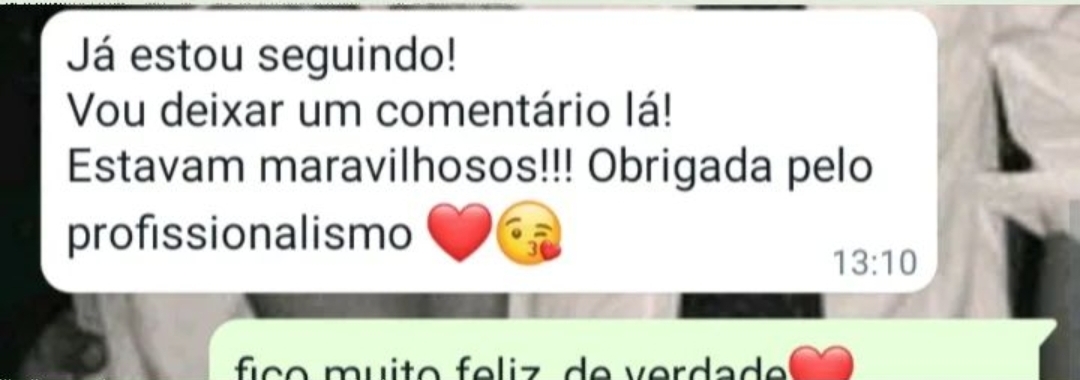 Já estou seguindo!
Vou deixar um comentário lá!
Estavam maravilhosos!!! Obrigada pelo
profissionalismo ❤️😘
13:10
fico muito feliz, de verdade❤️